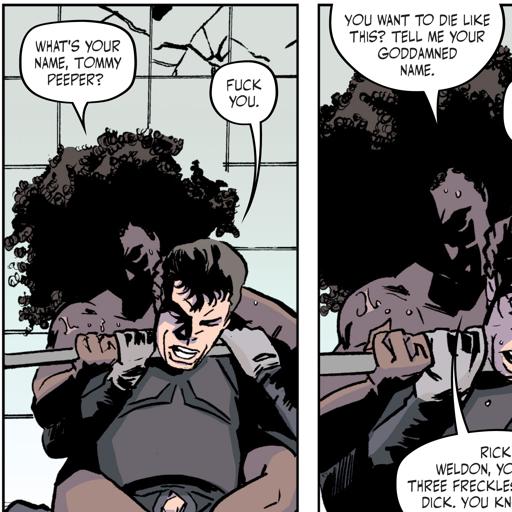 WHAT'S YOUR
NAME, TOMMY
PEEPER?
FUCK
YOU.
YOU WANT TO DIE LIKE
THIS? TELL ME YOUR
GODDAMNED
NAME.
RICK
WELDON, YO
THREE FRECKLES
DICK. YOU KN